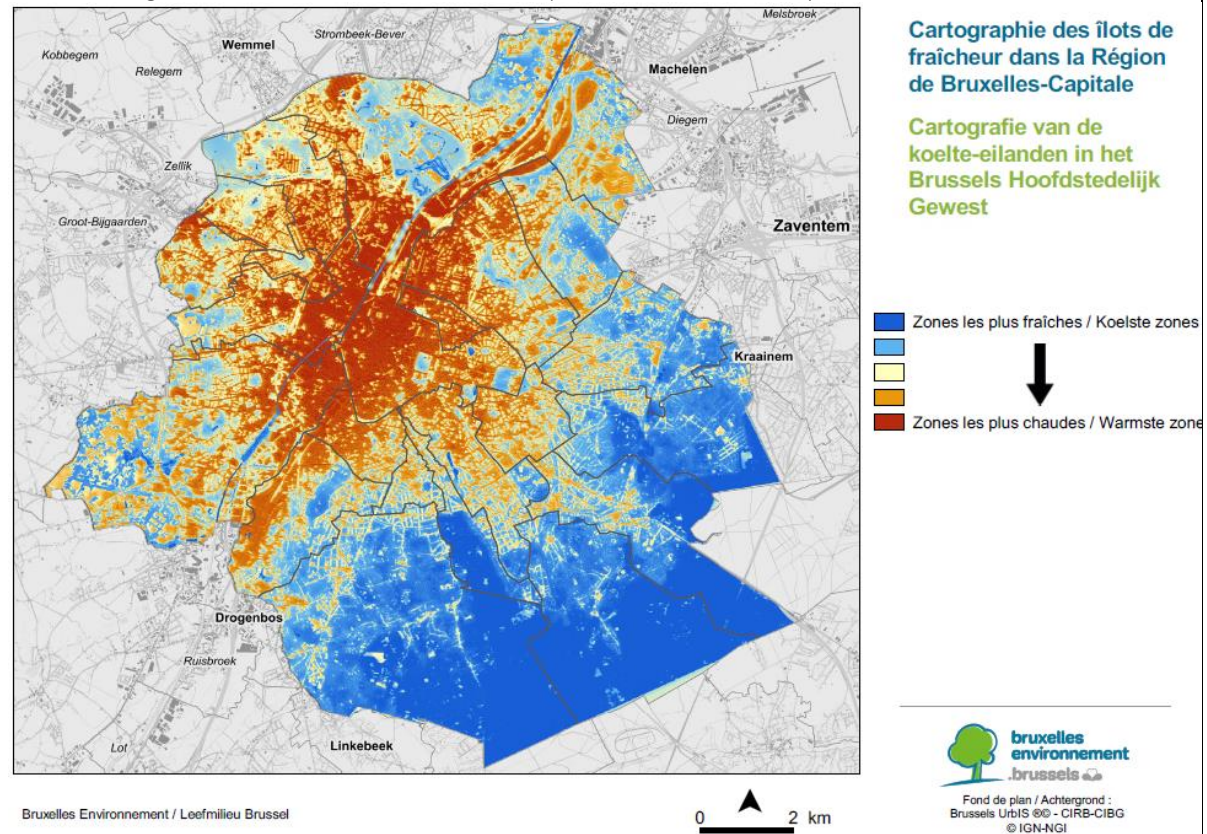 Melsbroek
Strombeek-Bever
Wemmel
Kobbegem
Relegem
Machelen
Diegem
Zellik
Groot-Bijgaarden
Zaventem
Kraainem
Drogenbos
Ruisbroek
Linkebeek
Lot
Cartographie des îlots de
fraîcheur dans la Région
de Bruxelles-Capitale
Cartografie van de
koelte-eilanden in het
Brussels Hoofdstedelijk
Gewest
Zones les plus fraîches / Koelste zones
Zones les plus chaudes / Warmste zone
bruxelles
environnement
.brussels
Fond de plan / Achtergrond :
Brussels UrbIS ®© - CIRB-CIBG
© IGN-NGI
Bruxelles Environnement / Leefmilieu Brussel
0 2 km